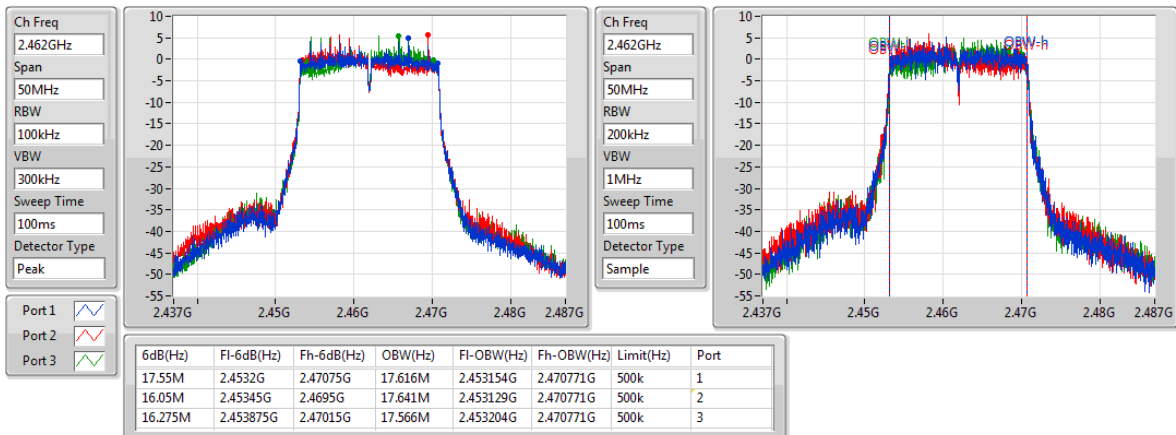 Ch Freq
2.462GHz
Span
50MHz
RBW
100kHz
VBW
300kHz
Sweep Time
100ms
Detector Type
Peak
Port 1
Port 2
Port 3
10
5
0
-5
-10
-15
-20
-25
-30
-35
-40
-45
-50
-55
2.437G 2.45G 2.46G 2.47G 2.48G 2.487G
Ch Freq
2.462GHz
Span
50MHz
RBW
200kHz
VBW
1MHz
Sweep Time
100ms
Detector Type
Sample
10
5
0
-5
-10
-15
-20
-25
-30
-35
-40
-45
-50
-55
OBW-l OBW-h
2.437G 2.45G 2.46G 2.47G 2.48G 2.487G
6dB(Hz) Fl-6dB(Hz) Fh-6dB(Hz) OBW(Hz) Fl-OBW(Hz) Fh-OBW(Hz) Limit(Hz) Port
17.55M 2.4532G 2.47075G 17.616M 2.453154G 2.470771G 500k 1
16.05M 2.45345G 2.4695G 17.641M 2.453129G 2.470771G 500k 2
16.275M 2.453875G 2.47015G 17.566M 2.453204G 2.470771G 500k 3